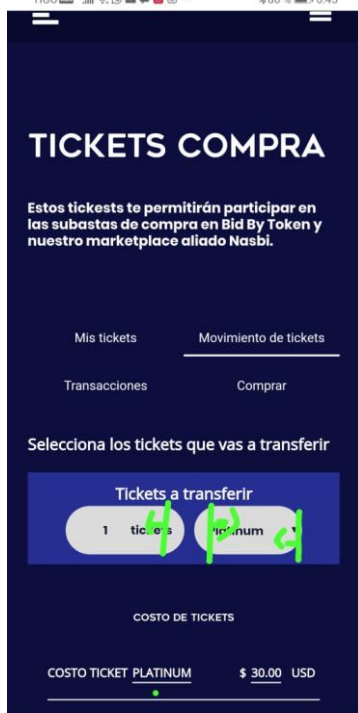 TICKETS COMPRA
Estos tickests te permitirán participar en
las subastas de compra en Bid By Token y
nuestro marketplace aliado Nasbi.
Mis tickets
Movimiento de tickets
Transacciones
Comprar
Selecciona los tickets que vas a transferir
Tickets a transferir
1 tickets
Platinum
COSTO DE TICKETS
COSTO TICKET PLATINUM $ 30.00 USD